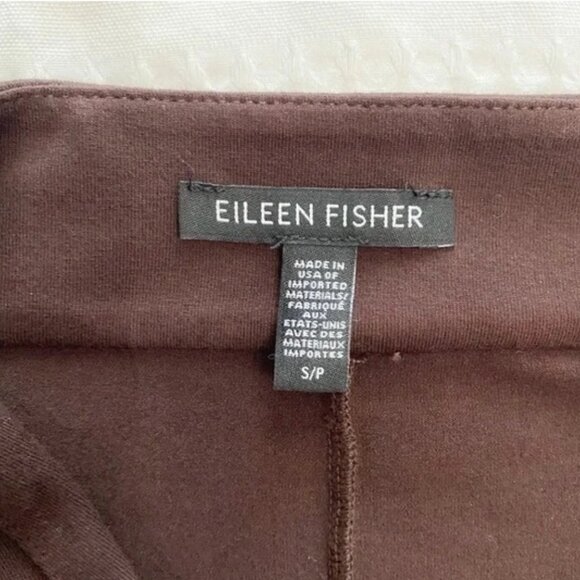 EILEEN FISHER
MADE IN
USA OF
IMPORTED
MATERIALS/
FABRIQUÉ
AUX
ETATS-UNIS
AVEC DES
MATERIAUX
IMPORTES
S/P